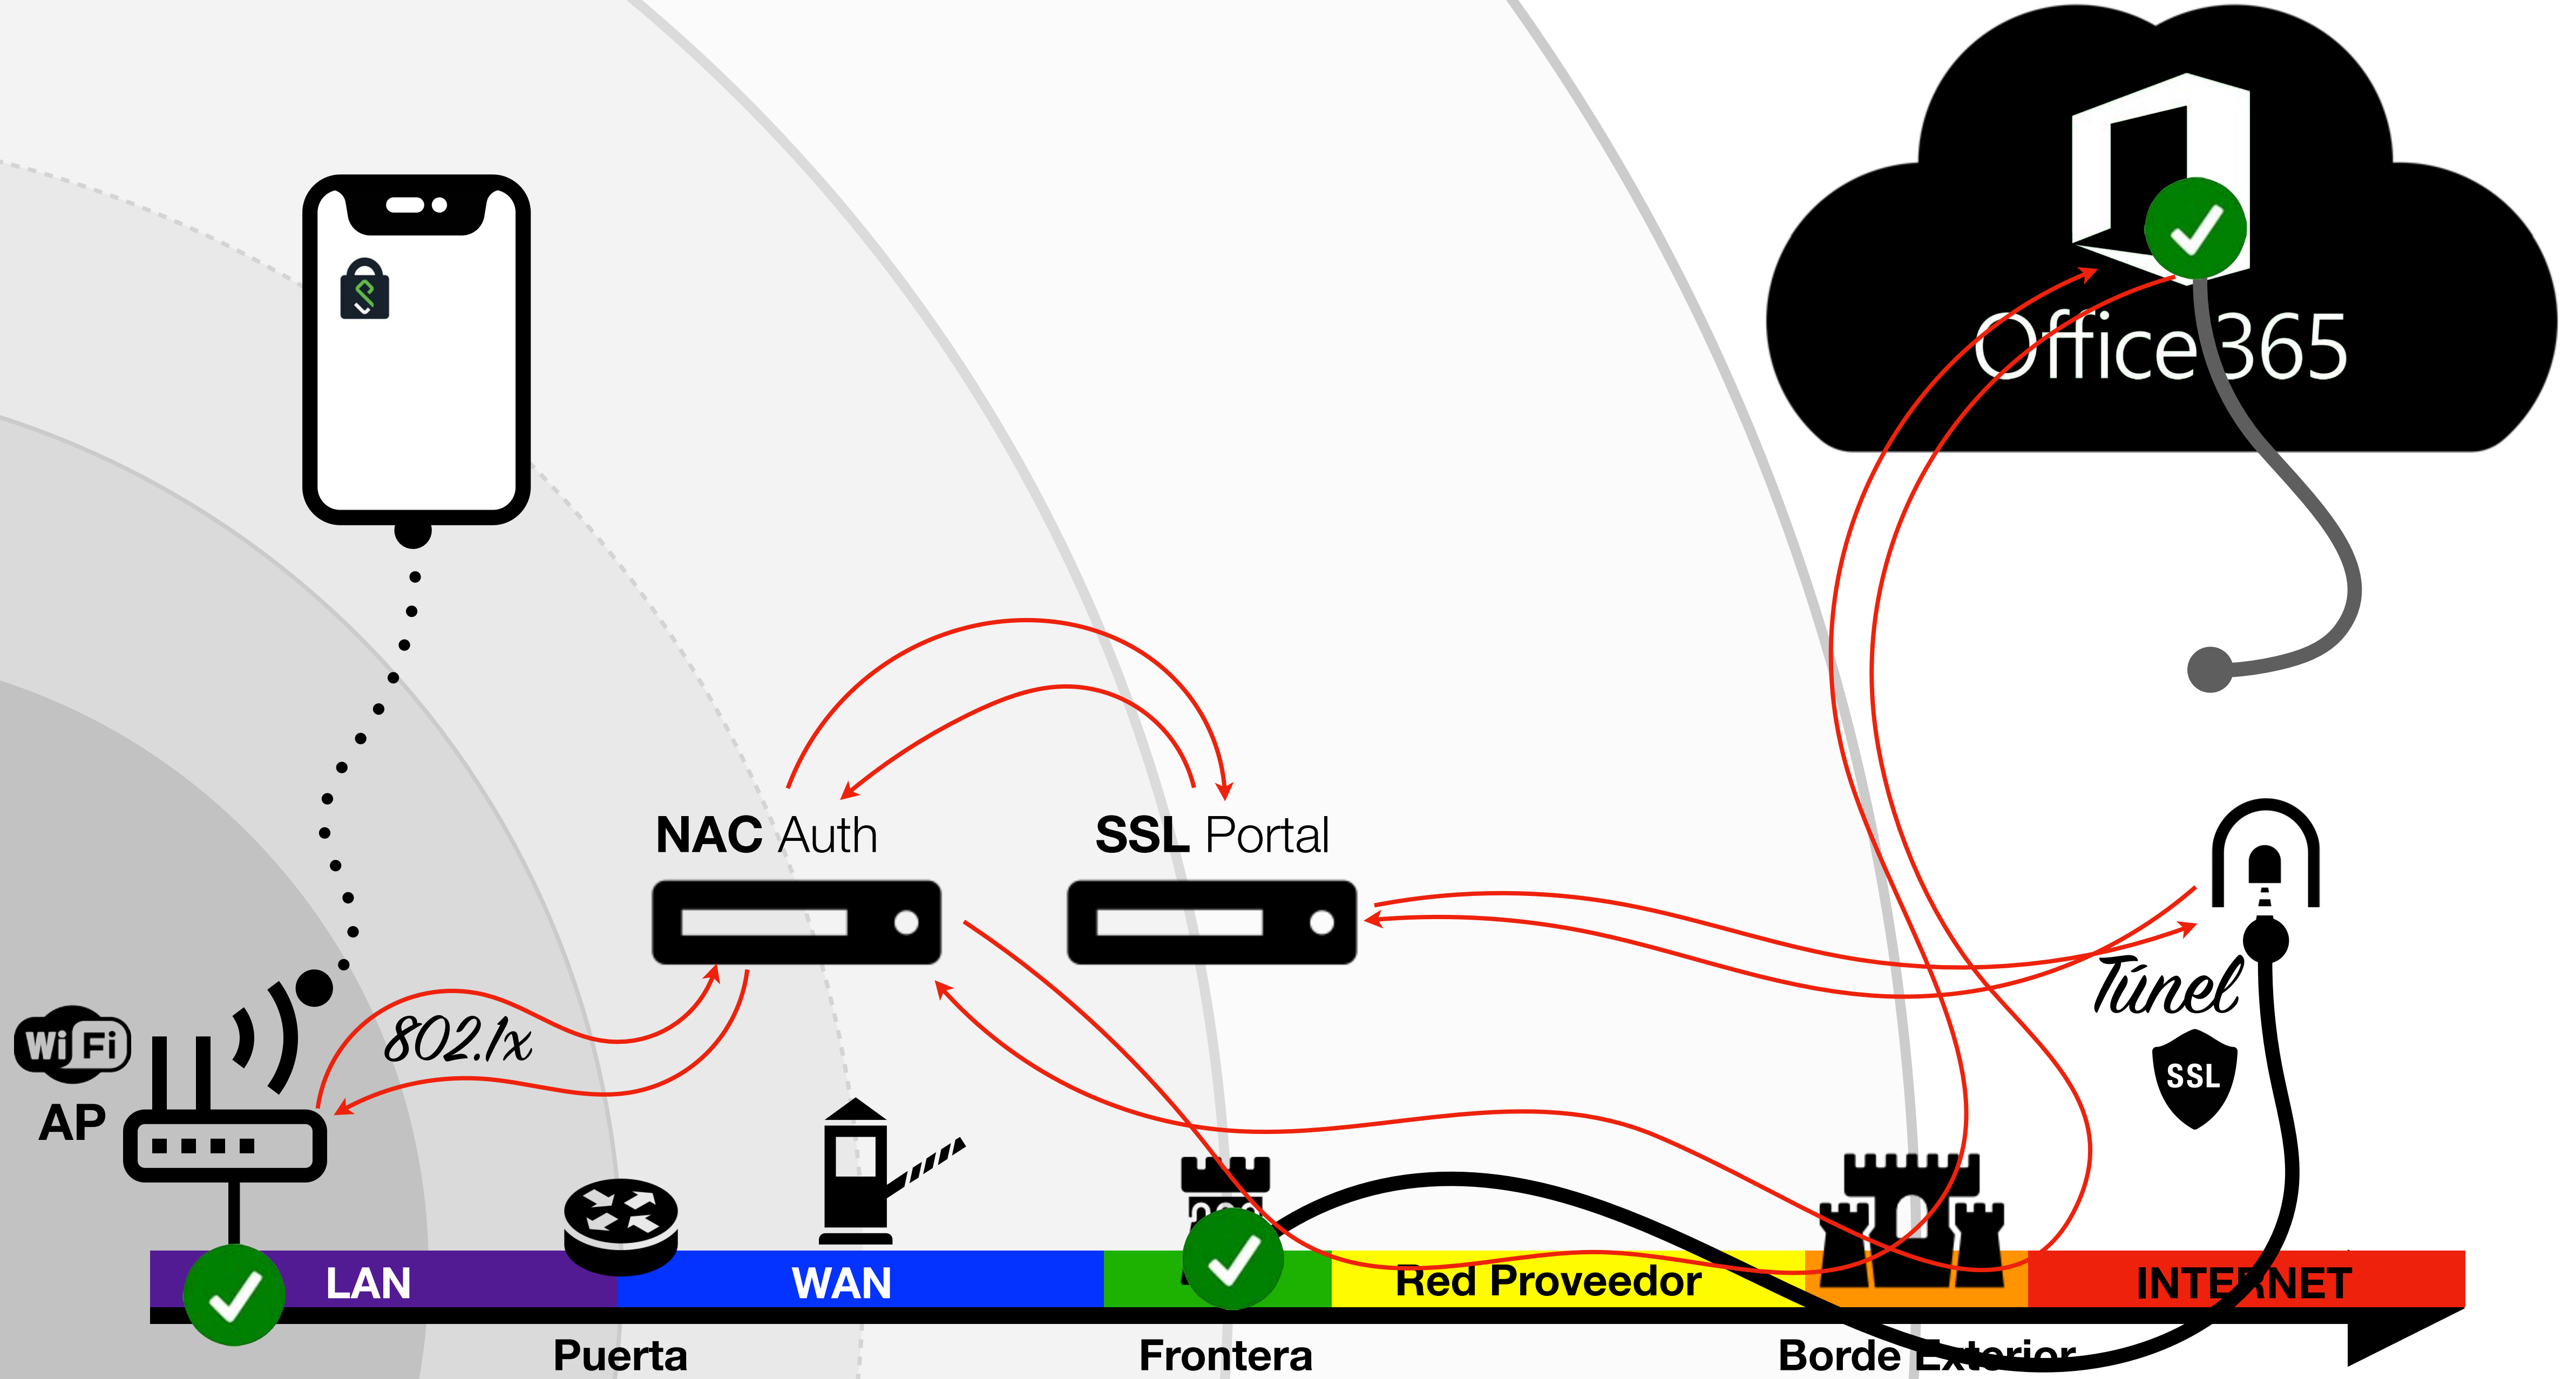 Office 365
NAC Auth
SSL Portal
802.1x
Túnel
SSL
WiFi
AP
LAN
WAN
Red Proveedor
INTERNET
Puerta
Frontera
Borde Exterior